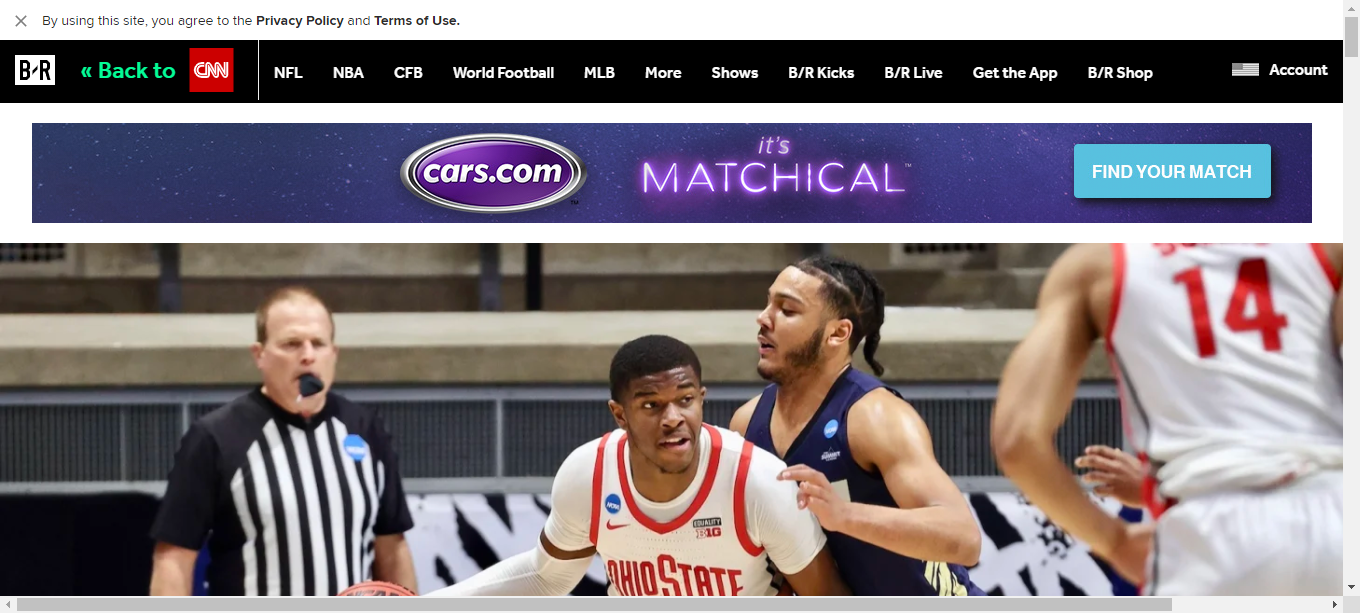 By using this site, you agree to the Privacy Policy and Terms of Use.
B/R « Back to CNN NFL NBA CFB World Football MLB More Shows B/R Kicks B/R Live Get the App B/R Shop Account
cars.com™ it's MATCHICAL™ FIND YOUR MATCH
14
EQUALITY
B1G
OHIO STATE